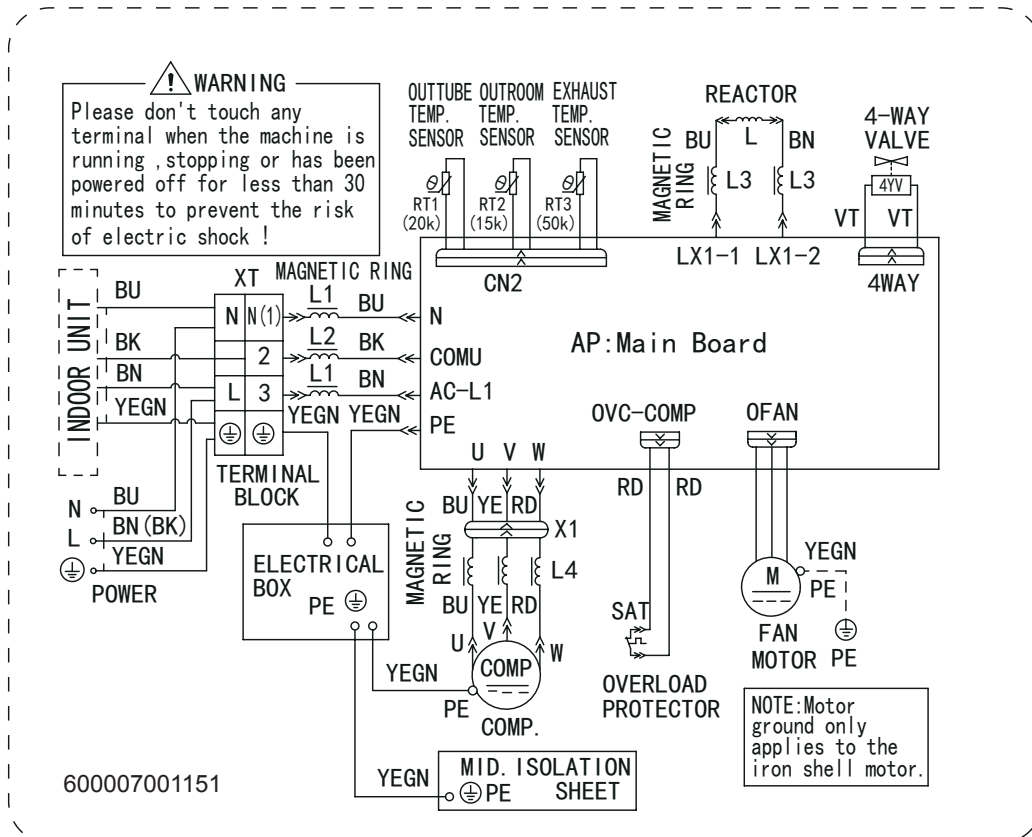 WARNING
Please don't touch any
terminal when the machine is
running ,stopping or has been
powered off for less than 30
minutes to prevent the risk
of electric shock !
OUTTUBE OUTROOM EXHAUST
TEMP. TEMP. TEMP.
SENSOR SENSOR SENSOR
RT1 RT2 RT3
(20k) (15k) (50k)
CN2
REACTOR
BU L BN
MAGNETIC
RING
L3 L3
LX1-1 LX1-2
4-WAY
VALVE
4YV
VT VT
4WAY
INDOOR UNIT
BU
BK
BN
YEGN
XT
N N(1)
2
L 3
TERMINAL
BLOCK
MAGNETIC RING
L1 BU
L2 BK
L1 BN
YEGN YEGN
N
COMU
AC-L1
PE
AP:Main Board
OVC-COMP OFAN
U V W
N BU
L BN(BK)
YEGN
POWER
ELECTRICAL
BOX
PE
MAGNETIC
RING
BU YE RD
X1
L4
BU YE RD
U V W
COMP
YEGN
PE
COMP.
RD RD
SAT
OVERLOAD
PROTECTOR
M
YEGN
PE
FAN
MOTOR PE
NOTE:Motor
ground only
applies to the
iron shell motor.
YEGN
MID. ISOLATION
PE SHEET
600007001151